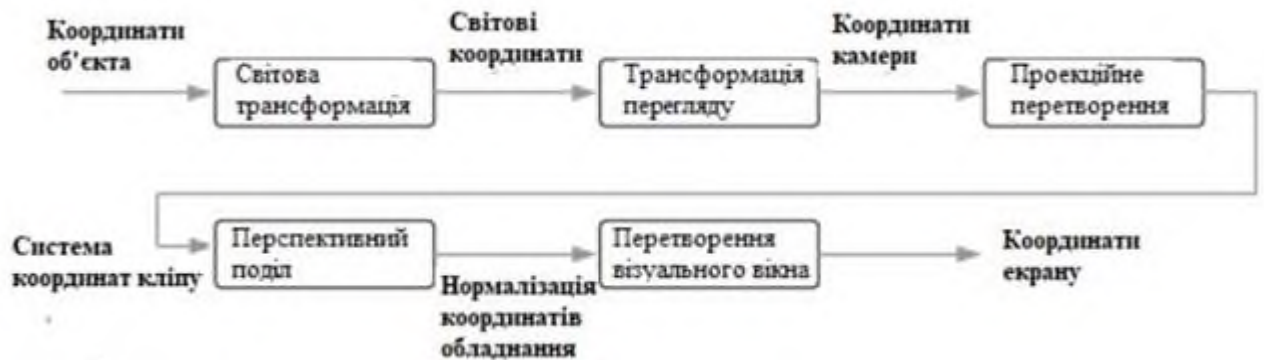 Координати
об'єкта
Світова
трансформація
Світові
координати
Трансформація
перегляду
Координати
камери
Проекційне
перетворення
Система
координат кліпу
Перспективний
поділ
Нормалізація
координатів
обладнання
Перетворення
візуального вікна
Координати
екрану